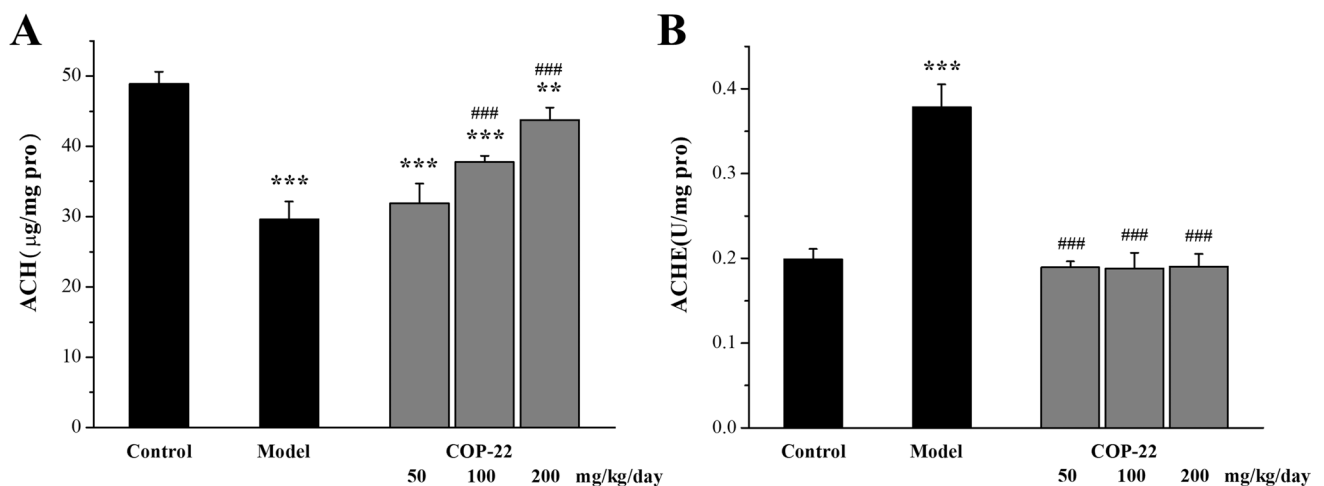 A
ACH(μg/mg pro)
50
40
30
20
10
0
***
***
###
***
###
**
Control
Model
COP-22
50
100
200
mg/kg/day
B
ACHE(U/mg pro)
0.4
0.3
0.2
0.1
0.0
***
###
###
###
Control
Model
COP-22
50
100
200
mg/kg/day